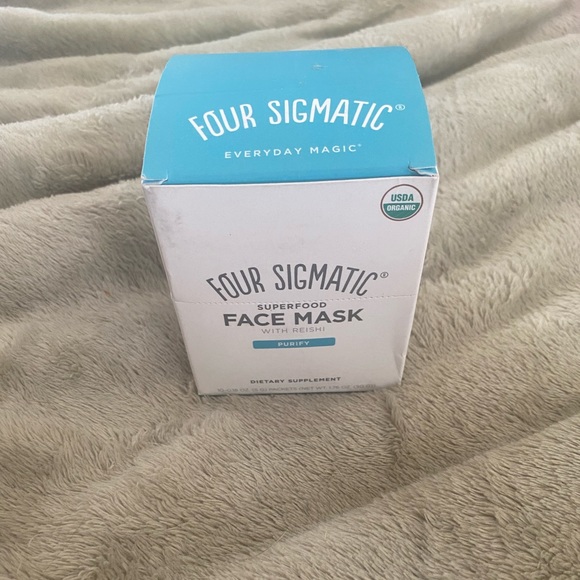 FOUR SIGMATIC®
EVERYDAY MAGIC™
USDA
ORGANIC
FOUR SIGMATIC®
SUPERFOOD
FACE MASK
WITH REISHI
PURIFY
DIETARY SUPPLEMENT